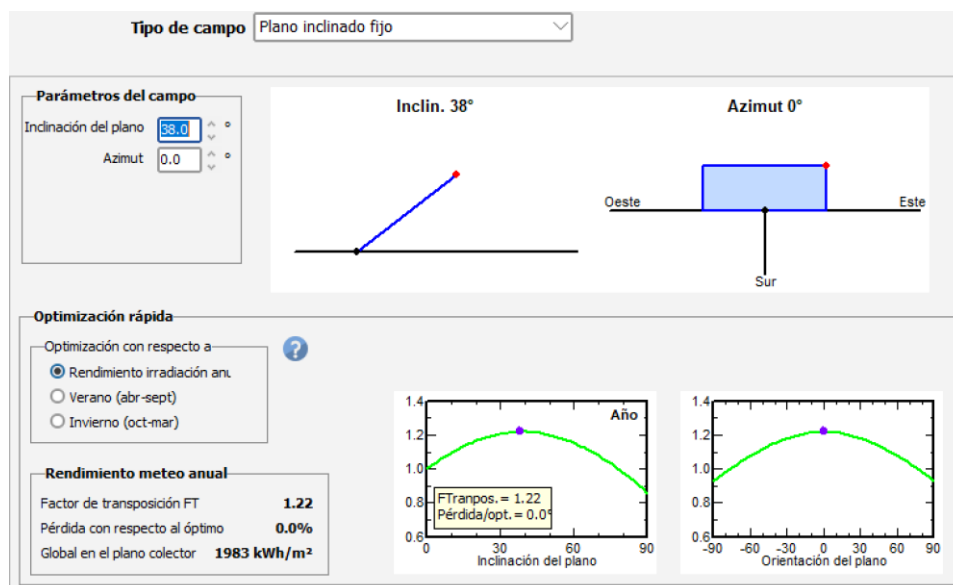 Tipo de campo Plano inclinado fijo
Parámetros del campo
Inclinación del plano 38.0 °
Azimut 0.0 °
Inclin. 38°
Azimut 0°
Oeste
Este
Sur
Optimización rápida
Optimización con respecto a
Rendimiento irradiación anu
Verano (abr-sept)
Invierno (oct-mar)
?
Rendimiento meteo anual
Factor de transposición FT 1.22
Pérdida con respecto al óptimo 0.0%
Global en el plano colector 1983 kWh/m²
1.4
1.2
1.0
0.8
0.6
Año
FTranpos.= 1.22
Pérdida/opt.= 0.0
0 30 60 90
Inclinación del plano
1.4
1.2
1.0
0.8
0.6
-90 -60 -30 0 30 60 90
Orientación del plano